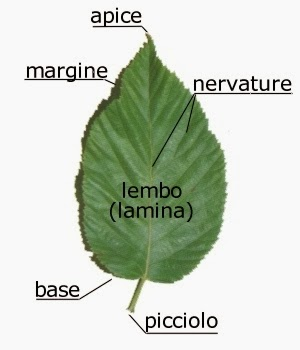 apice
margine
nervature
lembo
(lamina)
base
picciolo